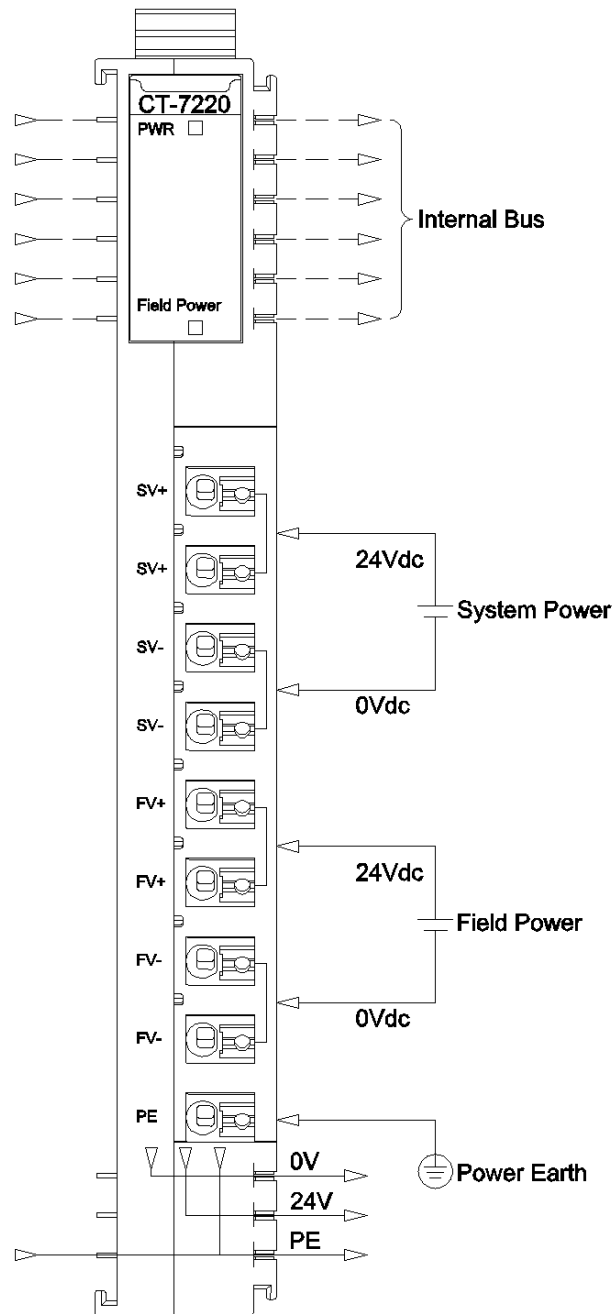 CT-7220
PWR
Internal Bus
Field Power
SV+
24Vdc
SV+
System Power
SV-
0Vdc
SV-
FV+
24Vdc
FV+
Field Power
FV-
0Vdc
FV-
PE
0V
Power Earth
24V
PE